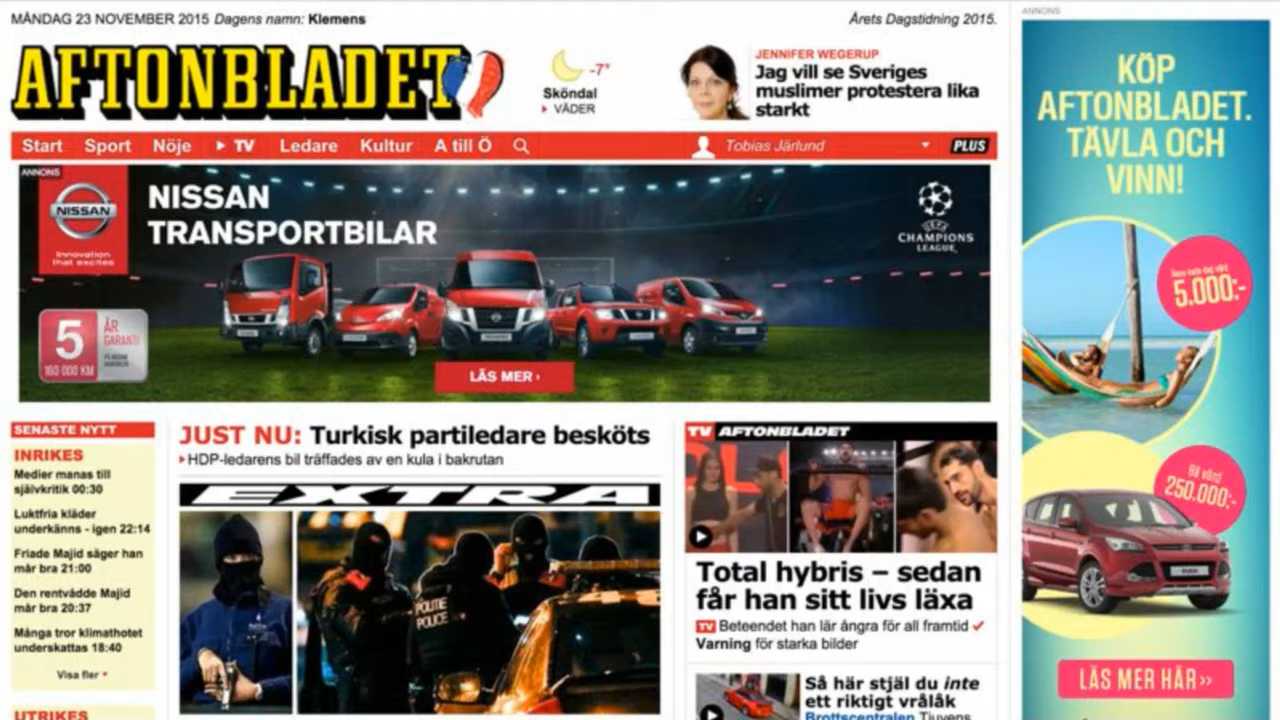 MÅNDAG 23 NOVEMBER 2015 Dagens namn: Klemens
Årets Dagstidning 2015.
AFTONBLADET
-7°
Sköndal
VÄDER
JENNIFER WEGERUP
Jag vill se Sveriges
muslimer protestera lika
starkt
Start Sport Nöje TV Ledare Kultur A till Ö
Tobias Järlund
PLUS
ANNONS
NISSAN
Innovation
that excites
NISSAN
TRANSPORTBILAR
UEFA
CHAMPIONS
LEAGUE
5 ÅR
GARANTI
160 000 KM
LÄS MER ›
SENASTE NYTT
INRIKES
Medier manas till
självkritik 00:30
Luktfria kläder
underkänns - igen 22:14
Friade Majid säger han
mår bra 21:00
Den rentvådde Majid
mår bra 20:37
Många tror klimathotet
underskattas 18:40
Visa fler
UTRIKES
JUST NU: Turkisk partiledare besköts
HDP-ledarens bil träffades av en kula i bakrutan
EXTRA
POLITIE
POLICE
TV AFTONBLADET
Total hybris – sedan
får han sitt livs läxa
TV Beteendet han lär ångra för all framtid
Varning för starka bilder
Så här stjäl du inte
ett riktigt vrålåk
Brottscentralen Tjuvens
ANNONS
KÖP
AFTONBLADET.
TÄVLA OCH
VINN!
5.000:-
Bil värd
250.000:-
LÄS MER HÄR››